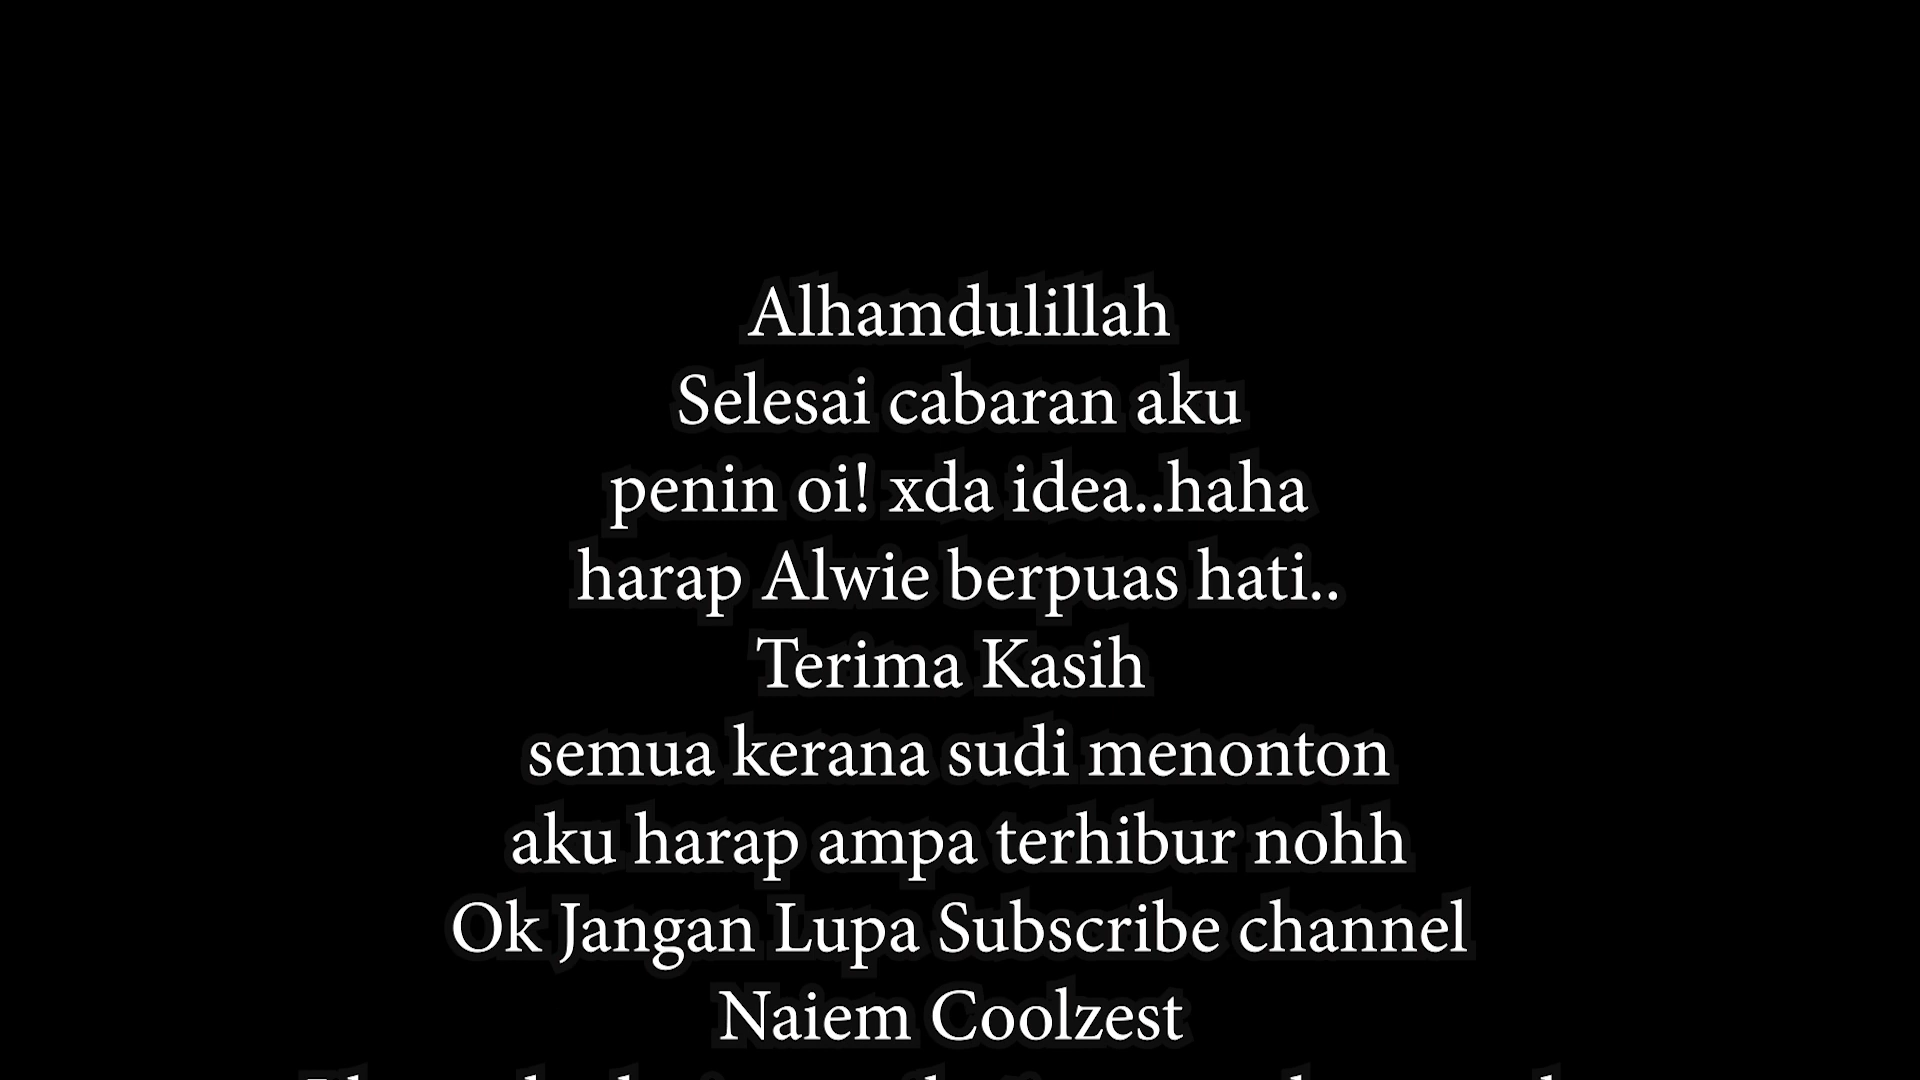 Alhamdulillah
Selesai cabaran aku
penin oi! xda idea..haha
harap Alwie berpuas hati..
Terima Kasih
semua kerana sudi menonton
aku harap ampa terhibur nohh
Ok Jangan Lupa Subscribe channel
Naiem Coolzest